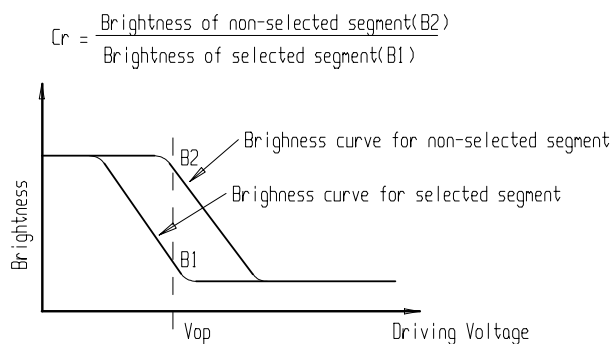 Cr = Brightness of non-selected segment(B2)
Brightness of selected segment(B1)
B2
Brighness curve for non-selected segment
Brighness curve for selected segment
Brightness
B1
Vop
Driving Voltage